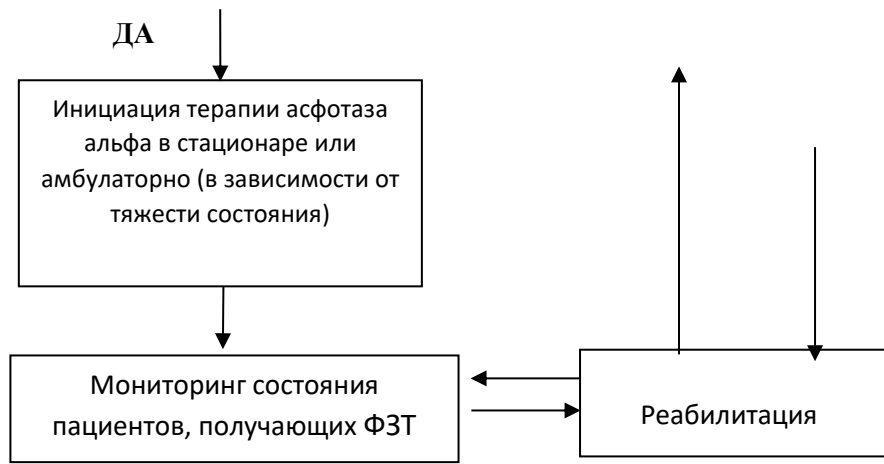 ДА
Инициация терапии асфотаза
альфа в стационаре или
амбулаторно (в зависимости от
тяжести состояния)
Мониторинг состояния
пациентов, получающих ФЗТ
Реабилитация